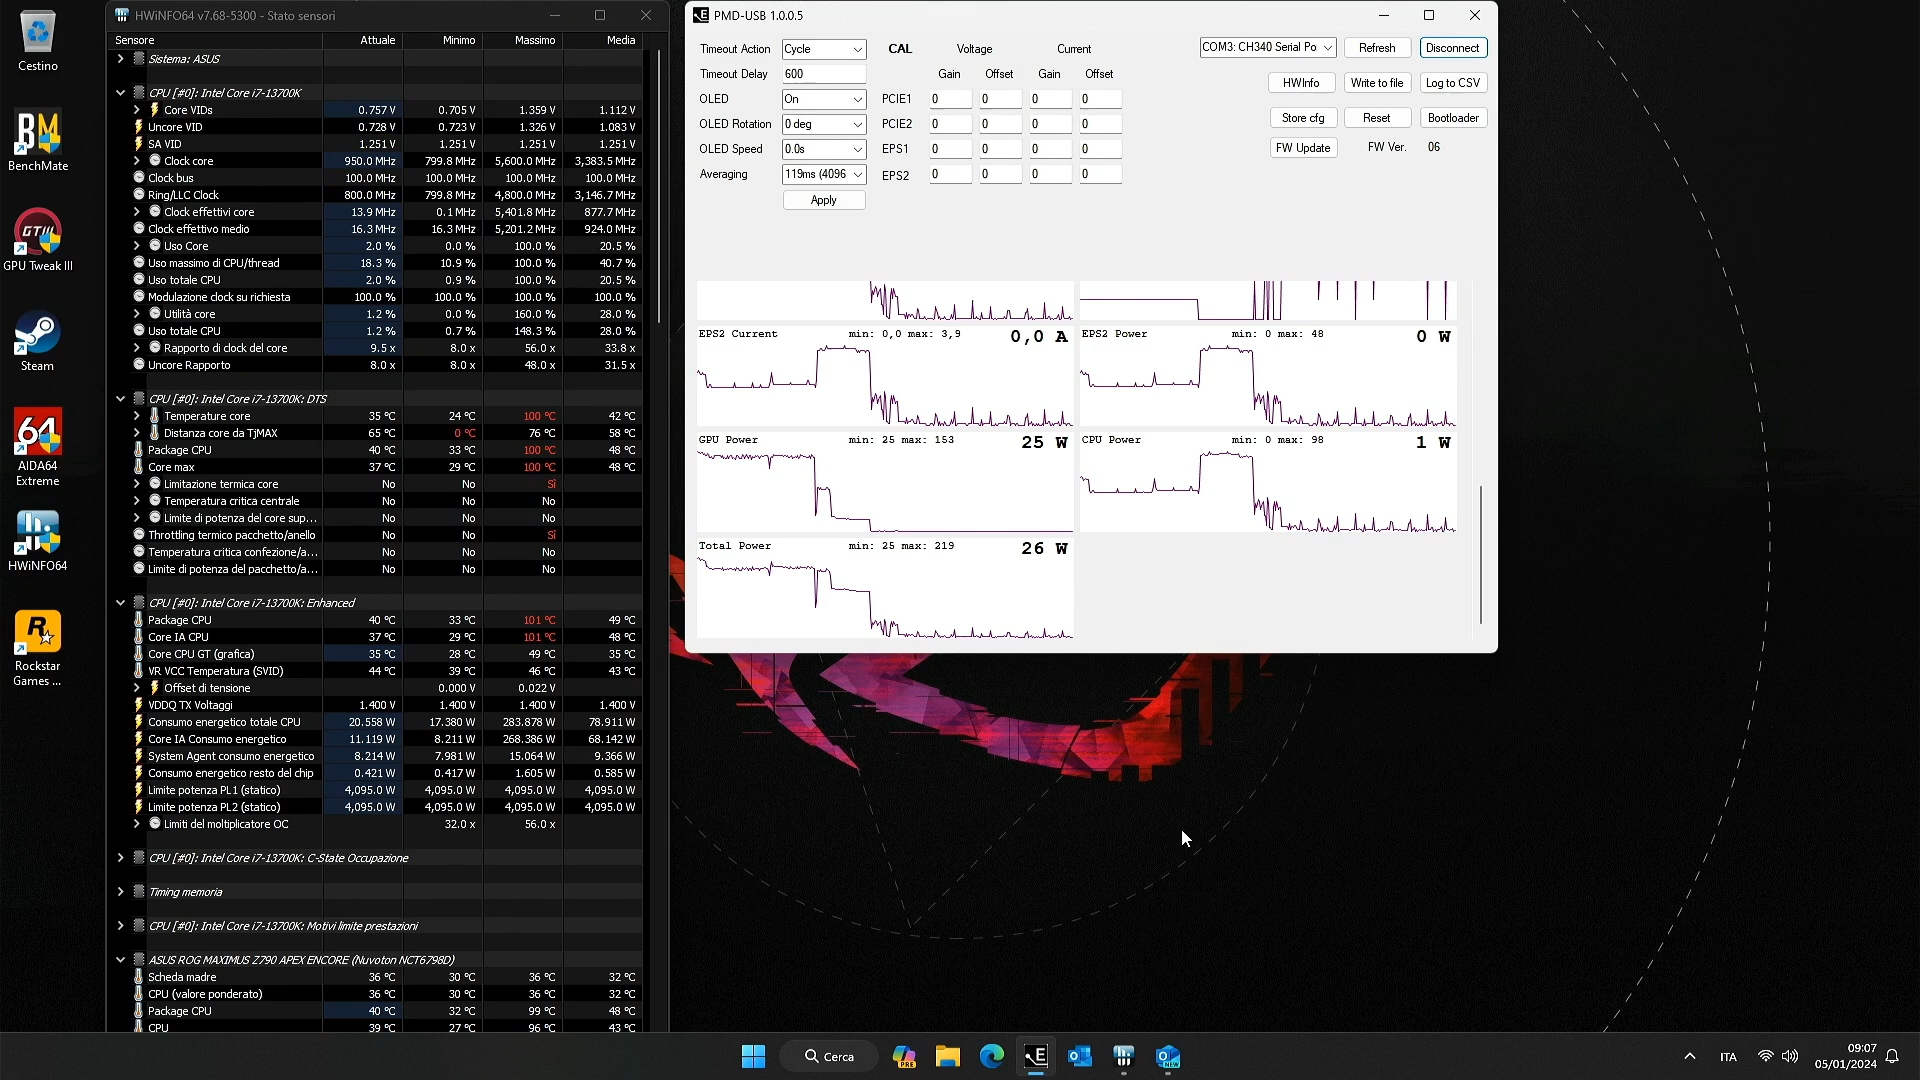 Cestino
BenchMate
GPU Tweak III
Steam
AIDA64
Extreme
HWiNFO64
Rockstar
Games ...
HWiNFO64 v7.68-5300 - Stato sensori
Sensore Attuale Minimo Massimo Media
Sistema: ASUS
CPU [#0]: Intel Core i7-13700K
Core VIDs 0.757 V 0.705 V 1.359 V 1.112 V
Uncore VID 0.728 V 0.723 V 1.326 V 1.083 V
SA VID 1.251 V 1.251 V 1.251 V 1.251 V
Clock core 950.0 MHz 799.8 MHz 5,600.0 MHz 3,383.5 MHz
Clock bus 100.0 MHz 100.0 MHz 100.0 MHz 100.0 MHz
Ring/LLC Clock 800.0 MHz 799.8 MHz 4,800.0 MHz 3,146.7 MHz
Clock effettivi core 13.9 MHz 0.1 MHz 5,401.8 MHz 877.7 MHz
Clock effettivo medio 16.3 MHz 16.3 MHz 5,201.2 MHz 924.0 MHz
Uso Core 2.0 % 0.0 % 100.0 % 20.5 %
Uso massimo di CPU/thread 18.3 % 10.9 % 100.0 % 40.7 %
Uso totale CPU 2.0 % 0.9 % 100.0 % 20.5 %
Modulazione clock su richiesta 100.0 % 100.0 % 100.0 % 100.0 %
Utilità core 1.2 % 0.0 % 160.0 % 28.0 %
Uso totale CPU 1.2 % 0.7 % 148.3 % 28.0 %
Rapporto di clock del core 9.5 x 8.0 x 56.0 x 33.8 x
Uncore Rapporto 8.0 x 8.0 x 48.0 x 31.5 x
CPU [#0]: Intel Core i7-13700K: DTS
Temperature core 35 °C 24 °C 100 °C 42 °C
Distanza core da TjMAX 65 °C 0 °C 76 °C 58 °C
Package CPU 40 °C 33 °C 100 °C 48 °C
Core max 37 °C 29 °C 100 °C 48 °C
Limitazione termica core No No Sì
Temperatura critica centrale No No No
Limite di potenza del core sup... No No No
Throttling termico pacchetto/anello No No Sì
Temperatura critica confezione/a... No No No
Limite di potenza del pacchetto/a... No No No
CPU [#0]: Intel Core i7-13700K: Enhanced
Package CPU 40 °C 33 °C 101 °C 49 °C
Core IA CPU 37 °C 29 °C 101 °C 48 °C
Core CPU GT (grafica) 35 °C 28 °C 49 °C 35 °C
VR VCC Temperatura (SVID) 44 °C 39 °C 46 °C 43 °C
Offset di tensione 0.000 V 0.022 V
VDDQ TX Voltaggi 1.400 V 1.400 V 1.400 V 1.400 V
Consumo energetico totale CPU 20.558 W 17.380 W 283.878 W 78.911 W
Core IA Consumo energetico 11.119 W 8.211 W 268.386 W 68.142 W
System Agent consumo energetico 8.214 W 7.981 W 15.064 W 9.366 W
Consumo energetico resto del chip 0.421 W 0.417 W 1.605 W 0.585 W
Limite potenza PL1 (statico) 4,095.0 W 4,095.0 W 4,095.0 W 4,095.0 W
Limite potenza PL2 (statico) 4,095.0 W 4,095.0 W 4,095.0 W 4,095.0 W
Limiti del moltiplicatore OC 32.0 x 56.0 x
CPU [#0]: Intel Core i7-13700K: C-State Occupazione
Timing memoria
CPU [#0]: Intel Core i7-13700K: Motivi limite prestazioni
ASUS ROG MAXIMUS Z790 APEX ENCORE (Nuvoton NCT6798D)
Scheda madre 36 °C 30 °C 36 °C 32 °C
CPU (valore ponderato) 36 °C 30 °C 36 °C 32 °C
Package CPU 40 °C 32 °C 99 °C 48 °C
CPU 39 °C 27 °C 96 °C 43 °C
PMD-USB 1.0.0.5
Timeout Action Cycle CAL Voltage Current COM3: CH340 Serial Po Refresh Disconnect
Timeout Delay 600 Gain Offset Gain Offset HWInfo Write to file Log to CSV
OLED On PCIE1 0 0 0 0
OLED Rotation 0 deg PCIE2 0 0 0 0 Store cfg Reset Bootloader
OLED Speed 0.0s EPS1 0 0 0 0 FW Update FW Ver. 06
Averaging 119ms (4096 EPS2 0 0 0 0
Apply
EPS2 Current min: 0,0 max: 3,9 0,0 A
EPS2 Power min: 0 max: 48 0 W
GPU Power min: 25 max: 153 25 W
CPU Power min: 0 max: 98 1 W
Total Power min: 25 max: 219 26 W
Cerca
PRE
NEW
ITA
09:07
05/01/2024